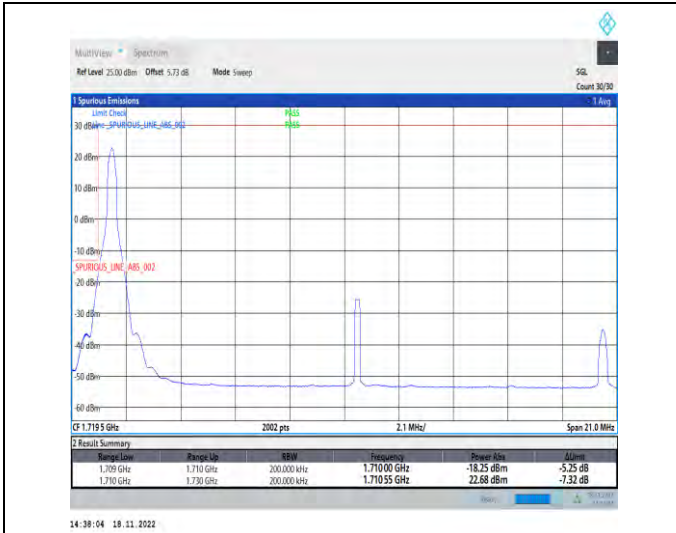 MultiView Spectrum
Ref Level 25.00 dBm Offset 5.73 dB Mode Sweep SGL
Count 30/30
1 Spurious Emissions 1 Avg
Limit Check PASS
30 dBm Line _SPURIOUS_LINE_ABS_002 PASS
20 dBm
10 dBm
0 dBm
-10 dBm
_SPURIOUS_LINE_ABS_002
-20 dBm
-30 dBm
-40 dBm
-50 dBm
-60 dBm
CF 1.7195 GHz 2002 pts 2.1 MHz/ Span 21.0 MHz
2 Result Summary
Range Low Range Up RBW Frequency Power Abs ΔLimit
1.709 GHz 1.710 GHz 200.000 kHz 1.71000 GHz -18.25 dBm -5.25 dB
1.710 GHz 1.730 GHz 200.000 kHz 1.71055 GHz 22.68 dBm -7.32 dB
14:38:04 18.11.2022